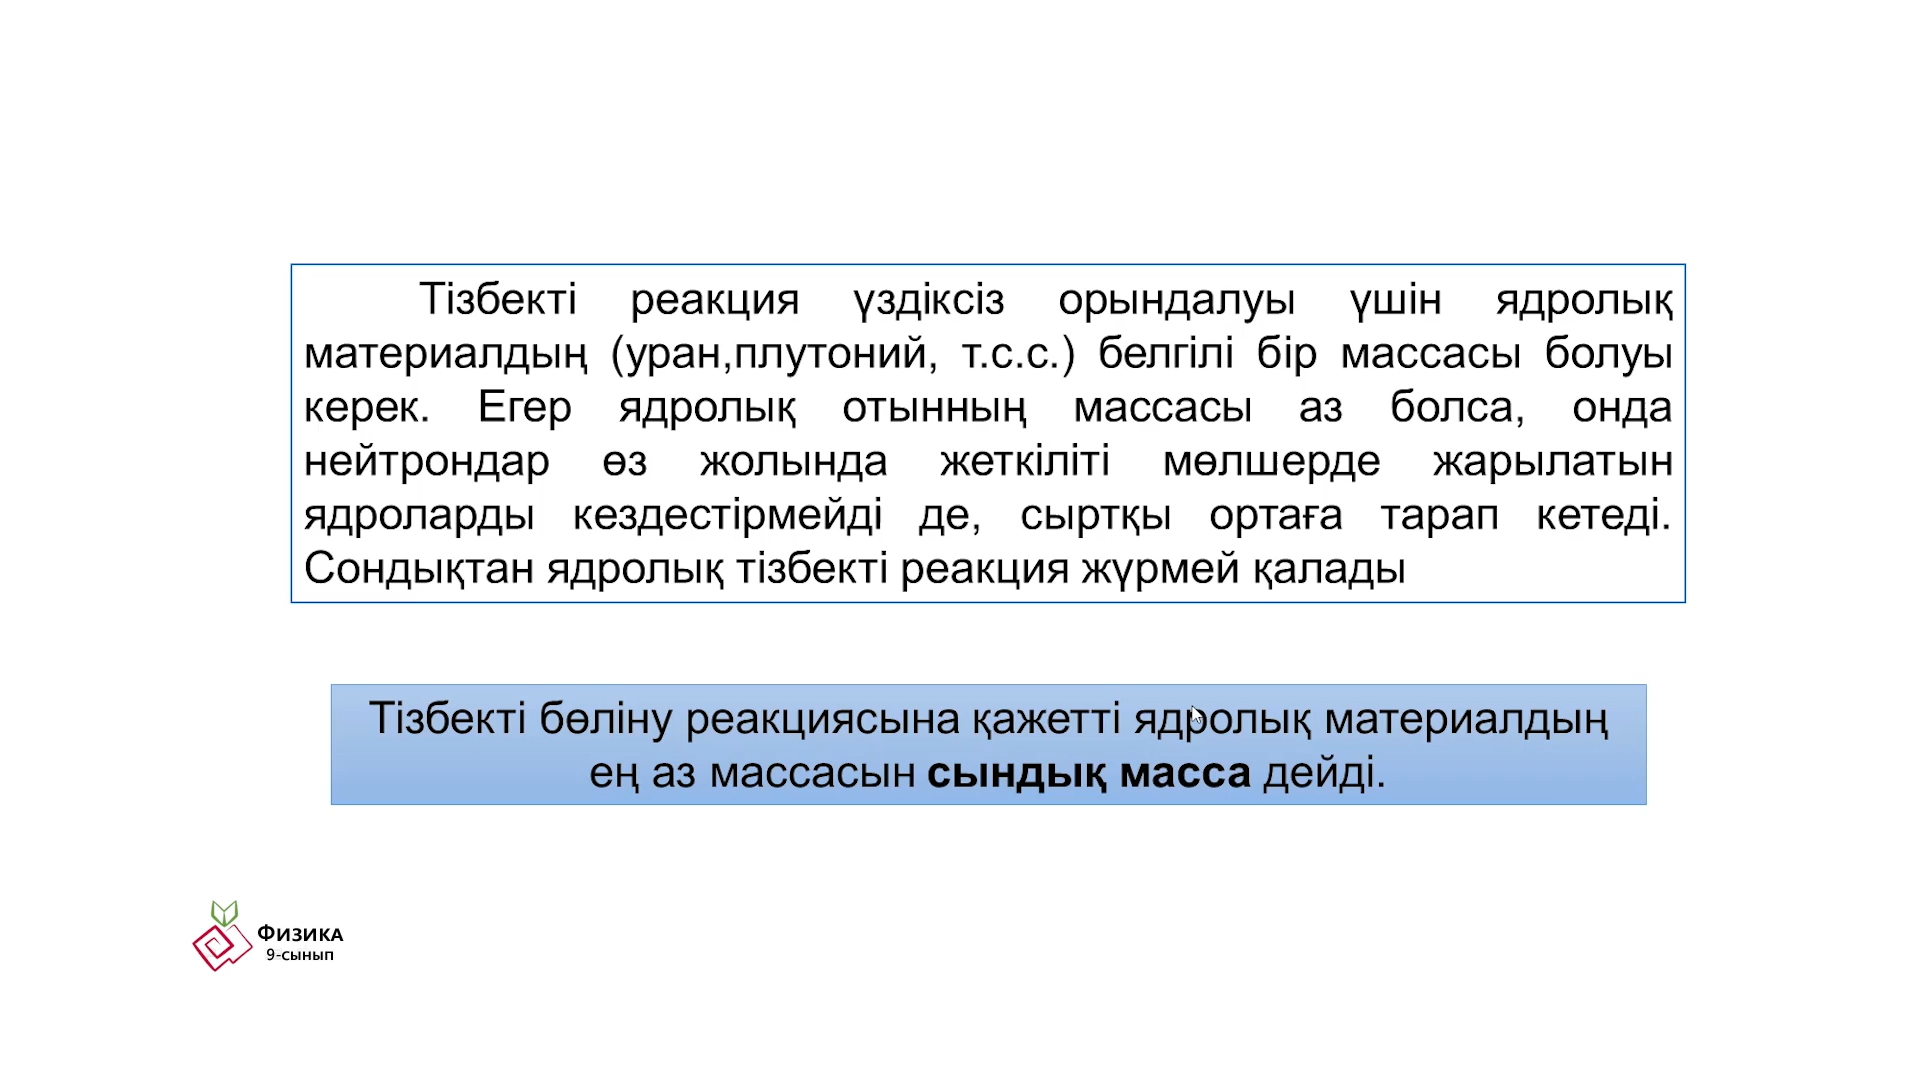 Тізбекті реакция үздіксіз орындалуы үшін ядролық
материалдың (уран,плутоний, т.с.с.) белгілі бір массасы болуы
керек. Егер ядролық отынның массасы аз болса, онда
нейтрондар өз жолында жеткіліті мөлшерде жарылатын
ядроларды кездестірмейді де, сыртқы ортаға тарап кетеді.
Сондықтан ядролық тізбекті реакция жүрмей қалады
Тізбекті бөліну реакциясына қажетті ядролық материалдың
ең аз массасын сындық масса дейді.
Физика
9-сынып